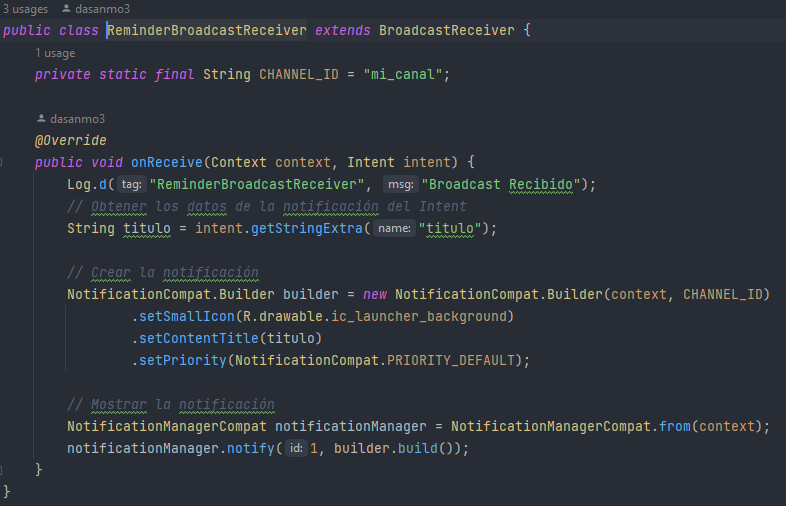 3 usages dasanmo3
public class ReminderBroadcastReceiver extends BroadcastReceiver {
1 usage
private static final String CHANNEL_ID = "mi_canal";
dasanmo3
@Override
public void onReceive(Context context, Intent intent) {
Log.d( tag: "ReminderBroadcastReceiver", msg: "Broadcast Recibido");
// Obtener los datos de la notificación del Intent
String titulo = intent.getStringExtra( name: "titulo");
// Crear la notificación
NotificationCompat.Builder builder = new NotificationCompat.Builder(context, CHANNEL_ID)
.setSmallIcon(R.drawable.ic_launcher_background)
.setContentTitle(titulo)
.setPriority(NotificationCompat.PRIORITY_DEFAULT);
// Mostrar la notificación
NotificationManagerCompat notificationManager = NotificationManagerCompat.from(context);
notificationManager.notify( id: 1, builder.build());
}
}